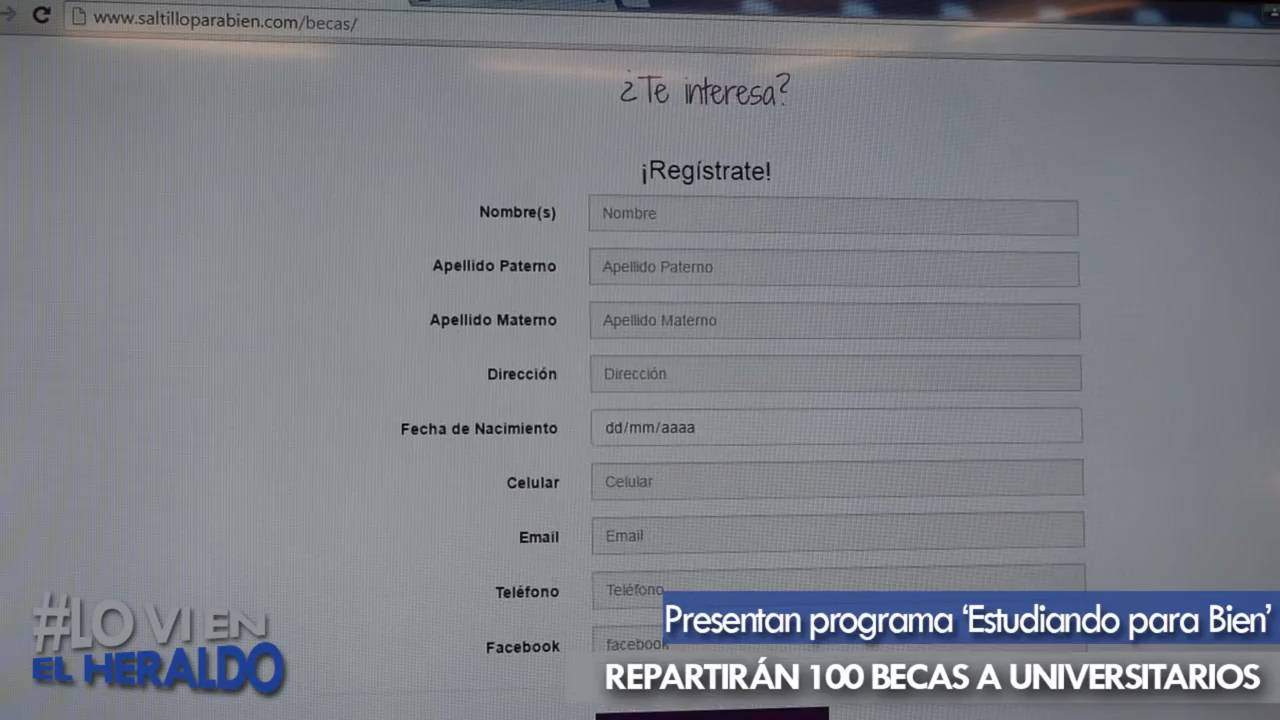 www.saltilloparabien.com/becas/
¿Te interesa?
¡Regístrate!
Nombre(s) Nombre
Apellido Paterno Apellido Paterno
Apellido Materno Apellido Materno
Dirección Dirección
Fecha de Nacimiento dd/mm/aaaa
Celular Celular
Email Email
Teléfono Teléfono
Facebook facebook
#LO VI EN
EL HERALDO
Presentan programa ‘Estudiando para Bien’
REPARTIRÁN 100 BECAS A UNIVERSITARIOS